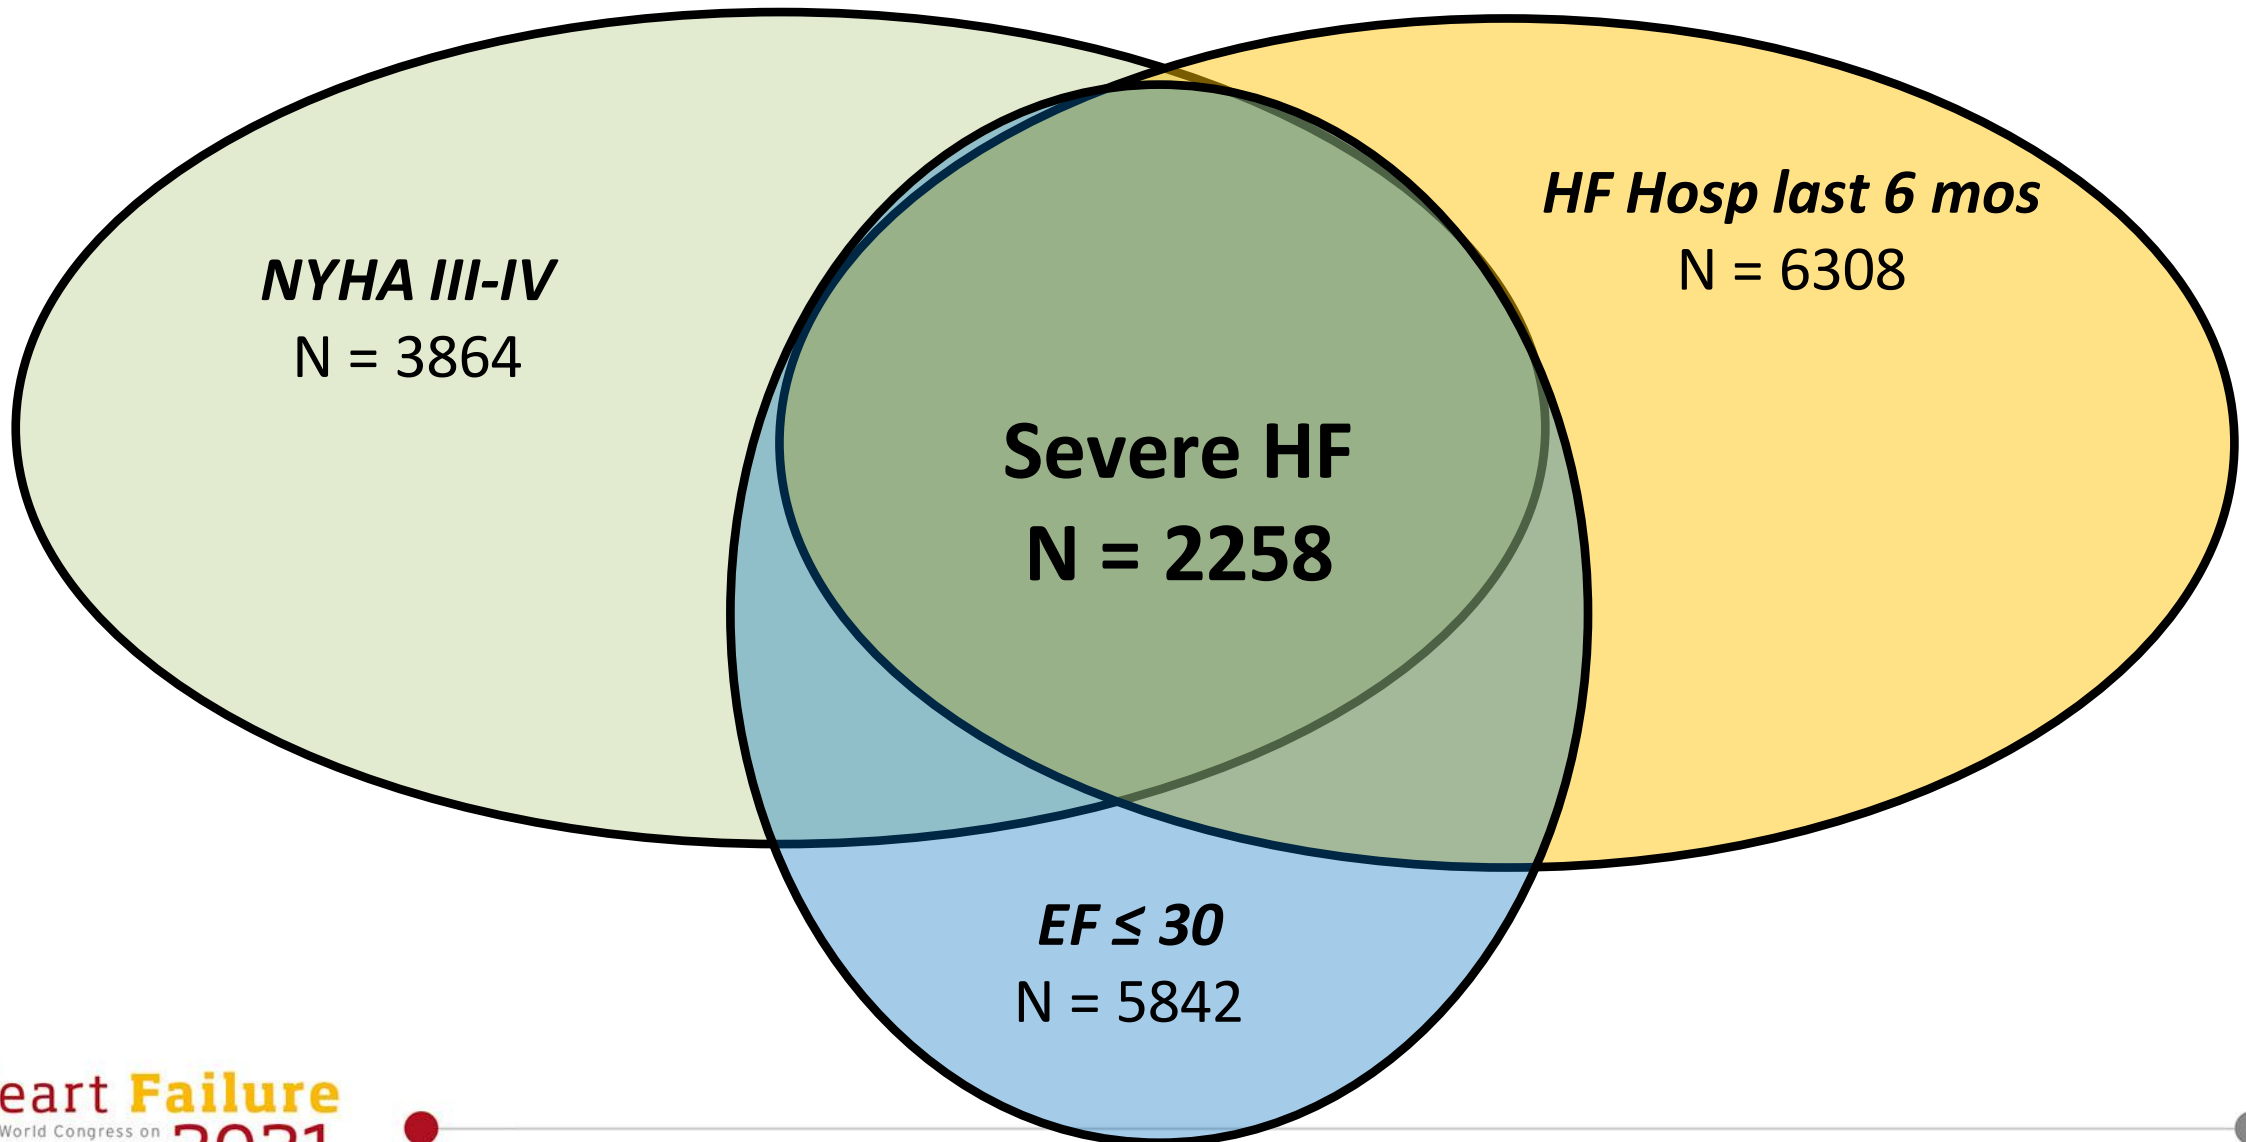 NYHA III-IV
N = 3864
HF Hosp last 6 mos
N = 6308
Severe HF
N = 2258
EF ≤ 30
N = 5842
eart Failure
World Congress on 2021